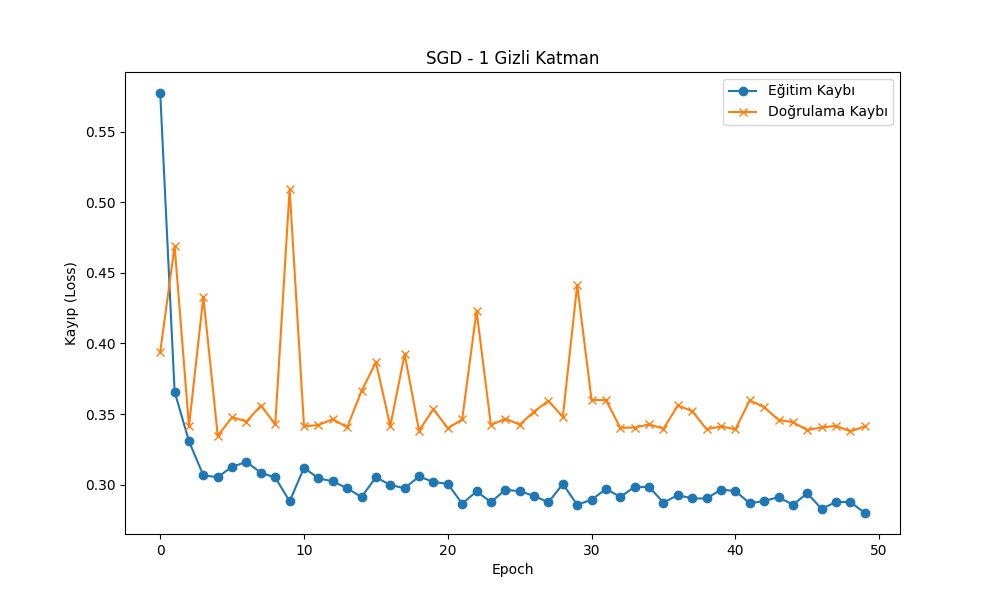 SGD - 1 Gizli Katman
Eğitim Kaybı
Doğrulama Kaybı
Kayıp (Loss)
0.55
0.50
0.45
0.40
0.35
0.30
0 10 20 30 40 50
Epoch